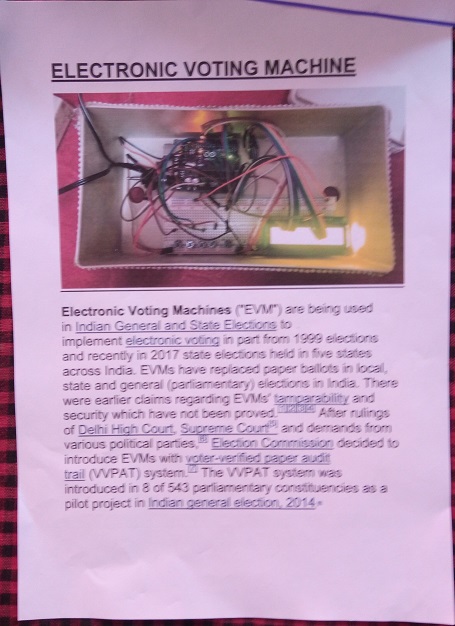 ELECTRONIC VOTING MACHINE
Electronic Voting Machines ("EVM") are being used
in Indian General and State Elections to
implement electronic voting in part from 1999 elections
and recently in 2017 state elections held in five states
across India. EVMs have replaced paper ballots in local,
state and general (parliamentary) elections in India. There
were earlier claims regarding EVMs' tamparability and
security which have not been proved. After rulings
of Delhi High Court, Supreme Court[5] and demands from
various political parties,[6] Election Commission decided to
introduce EVMs with voter-verified paper audit
trail (VVPAT) system.[7] The VVPAT system was
introduced in 8 of 543 parliamentary constituencies as a
pilot project in Indian general election, 2014